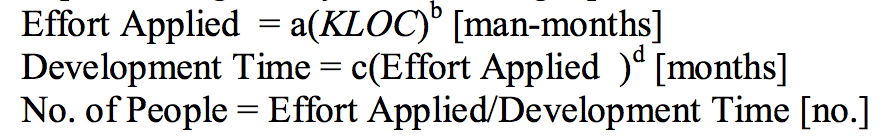 Effort Applied = a(KLOC)ᵇ [man-months]
Development Time = c(Effort Applied )ᵈ [months]
No. of People = Effort Applied/Development Time [no.]